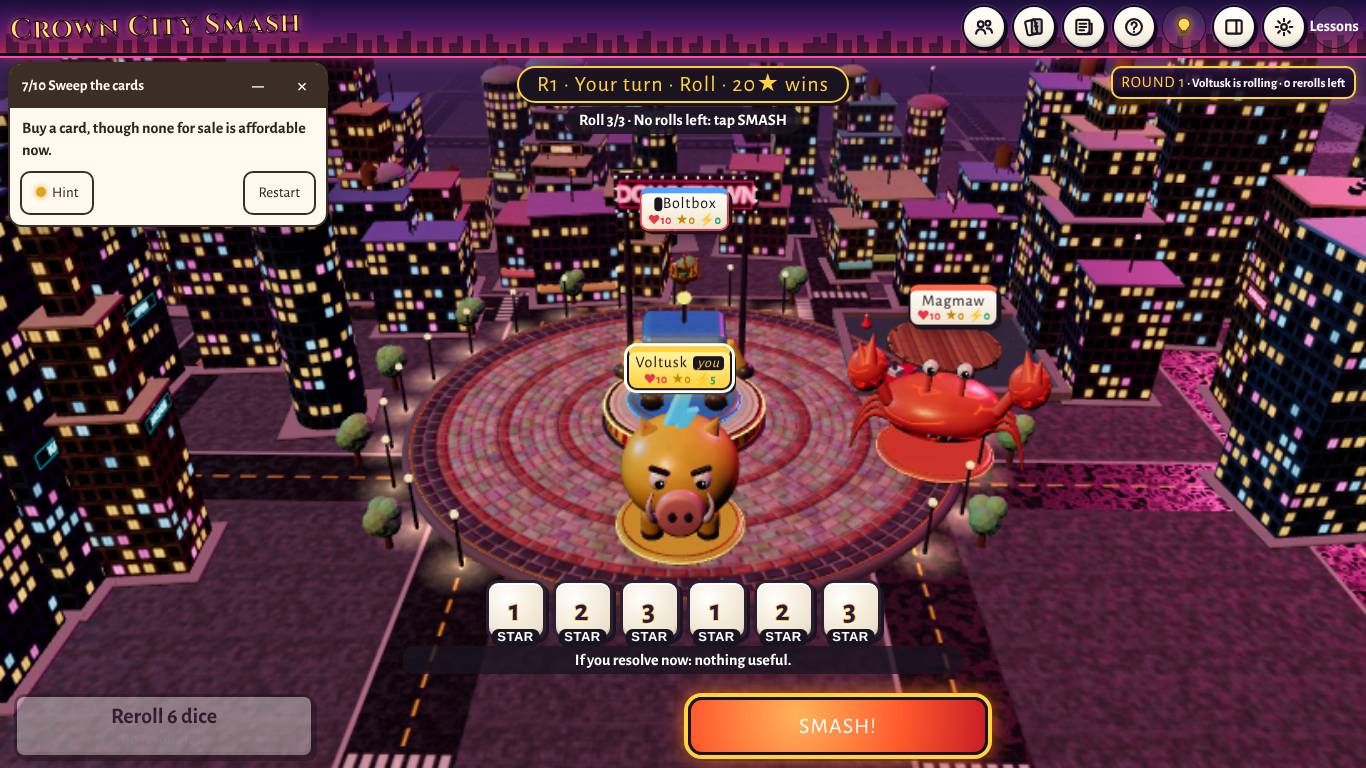 Crown City Smash
Lessons
7/10 Sweep the cards
Buy a card, though none for sale is affordable
now.
Hint
Restart
R1 · Your turn · Roll · 20★ wins
Roll 3/3 · No rolls left: tap SMASH
ROUND 1 · Voltusk is rolling · 0 rerolls left
Boltbox
♥10 ★0 ⚡0
Magmaw
♥10 ★0 ⚡0
Voltusk you
♥10 ★0 ⚡5
1 2 3 1 2 3
STAR STAR STAR STAR STAR STAR
If you resolve now: nothing useful.
Reroll 6 dice
SMASH!